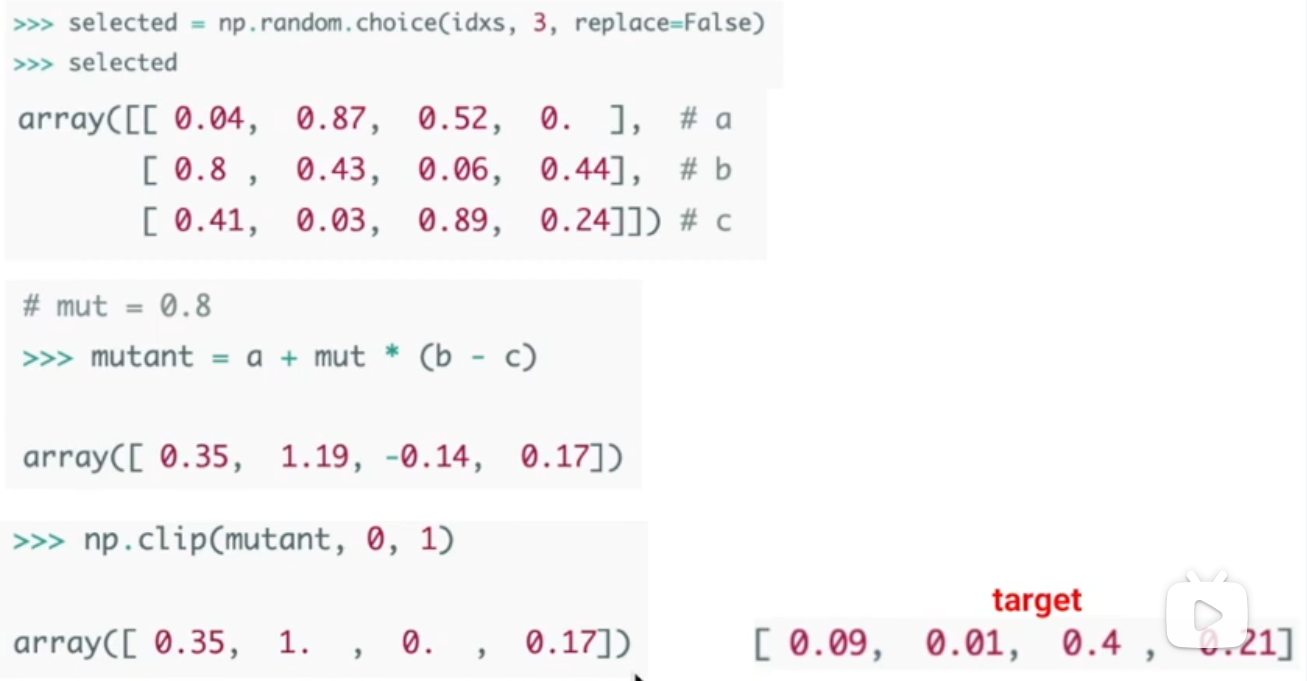 >>> selected = np.random.choice(idxs, 3, replace=False)
>>> selected
array([[ 0.04,  0.87,  0.52,  0.  ],  # a
       [ 0.8 ,  0.43,  0.06,  0.44],  # b
       [ 0.41,  0.03,  0.89,  0.24]]) # c
# mut = 0.8
>>> mutant = a + mut * (b - c)
array([ 0.35,  1.19, -0.14,  0.17])
>>> np.clip(mutant, 0, 1)
target
array([ 0.35,  1.  ,  0.  ,  0.17])
[ 0.09,  0.01,  0.4 ,  0.21]